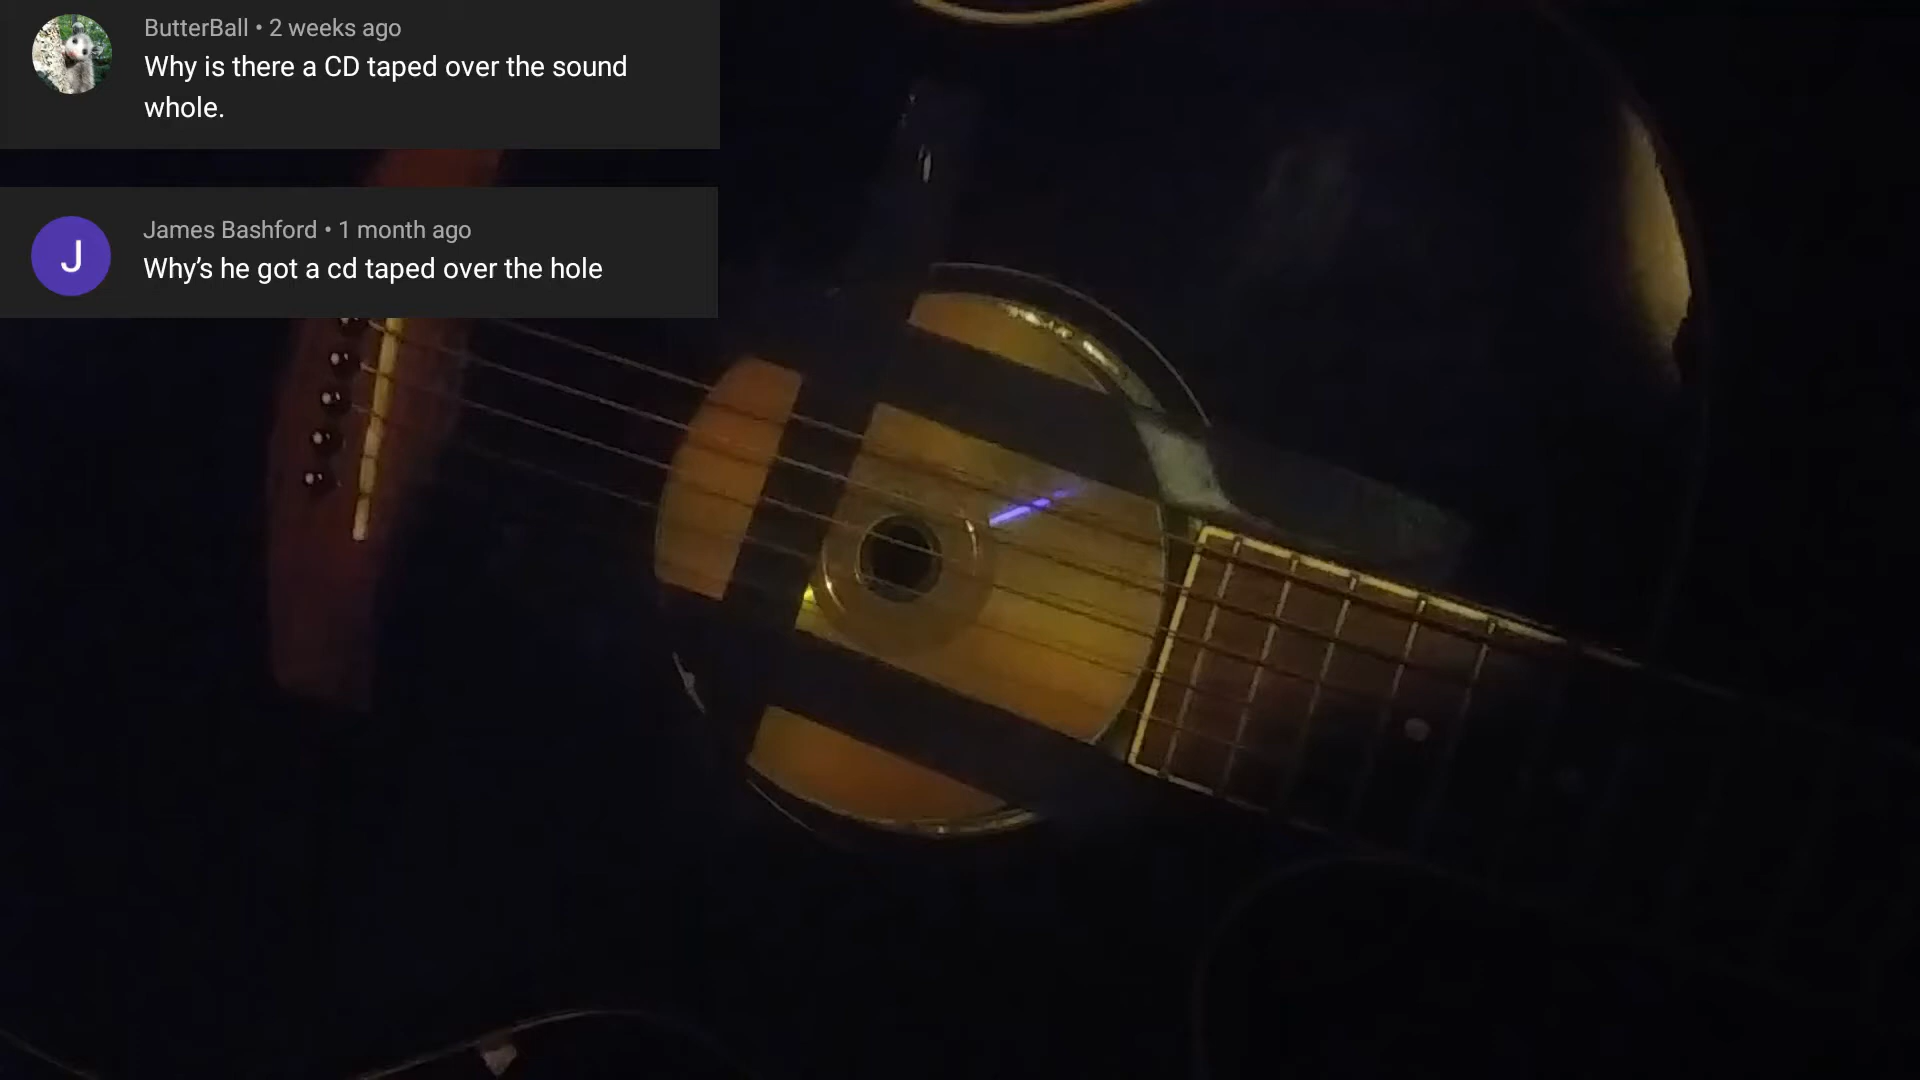 ButterBall • 2 weeks ago
Why is there a CD taped over the sound
whole.
J
James Bashford • 1 month ago
Why's he got a cd taped over the hole